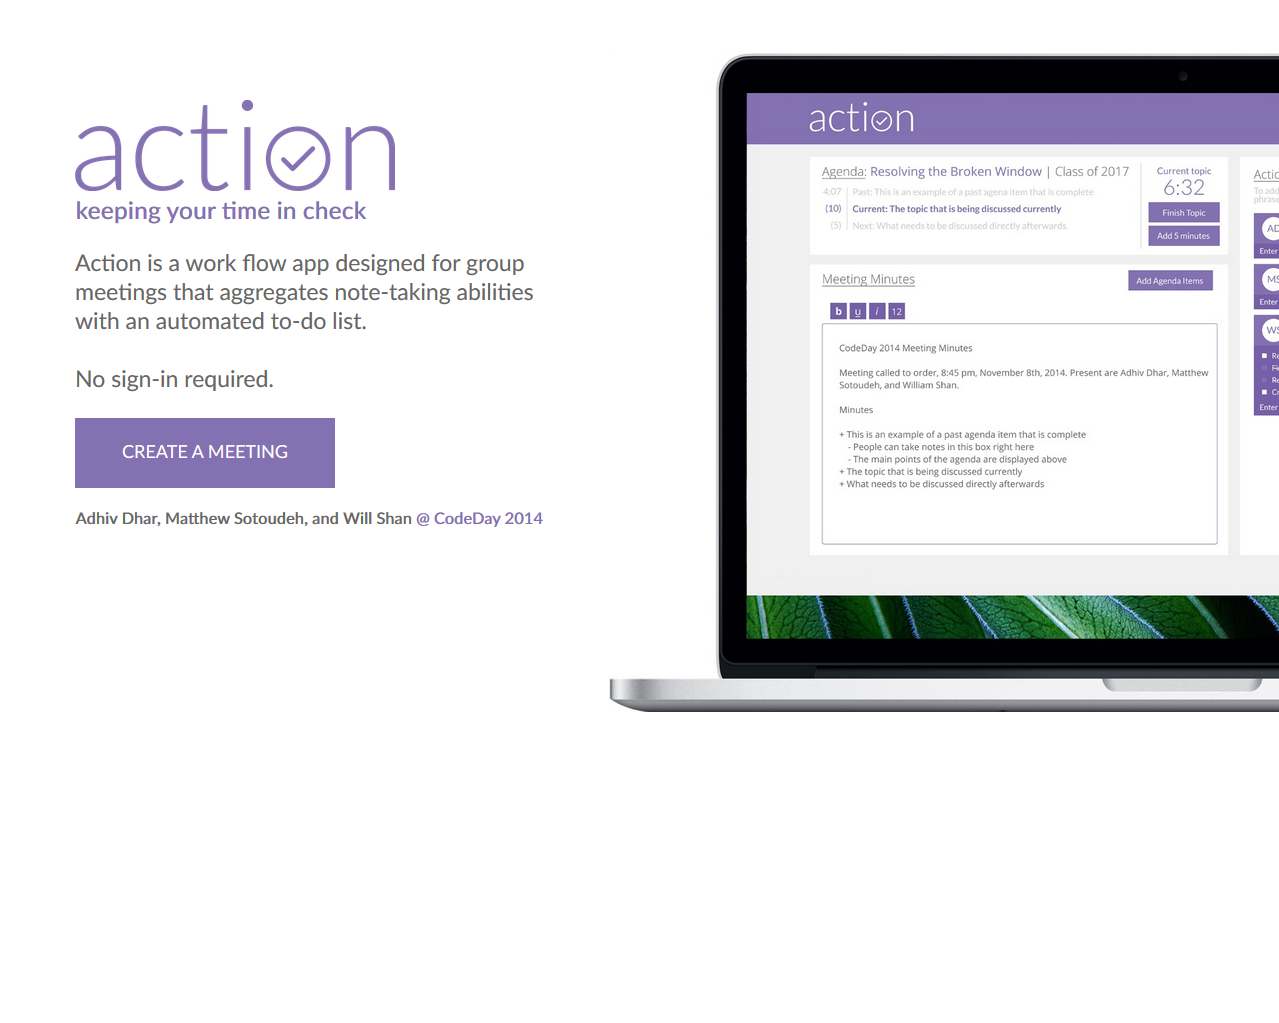 action
keeping your time in check
Action is a work flow app designed for group
meetings that aggregates note-taking abilities
with an automated to-do list.
No sign-in required.
CREATE A MEETING
Adhiv Dhar, Matthew Sotoudeh, and Will Shan @ CodeDay 2014
action
Agenda: Resolving the Broken Window | Class of 2017
4:07 Past: This is an example of a past agena item that is complete
(10) Current: The topic that is being discussed currently
(5) Next: What needs to be discussed directly afterwards.
Current topic
6:32
Finish Topic
Add 5 minutes
Meeting Minutes
Add Agenda Items
b u i 12
CodeDay 2014 Meeting Minutes
Meeting called to order, 8:45 pm, November 8th, 2014. Present are Adhiv Dhar, Matthew
Sotoudeh, and William Shan.
Minutes
+ This is an example of a past agenda item that is complete
- People can take notes in this box right here
- The main points of the agenda are displayed above
+ The topic that is being discussed currently
+ What needs to be discussed directly afterwards
Actio
To add
phrase
AD
Enter
MS
Enter
WS
Re
Re
Enter